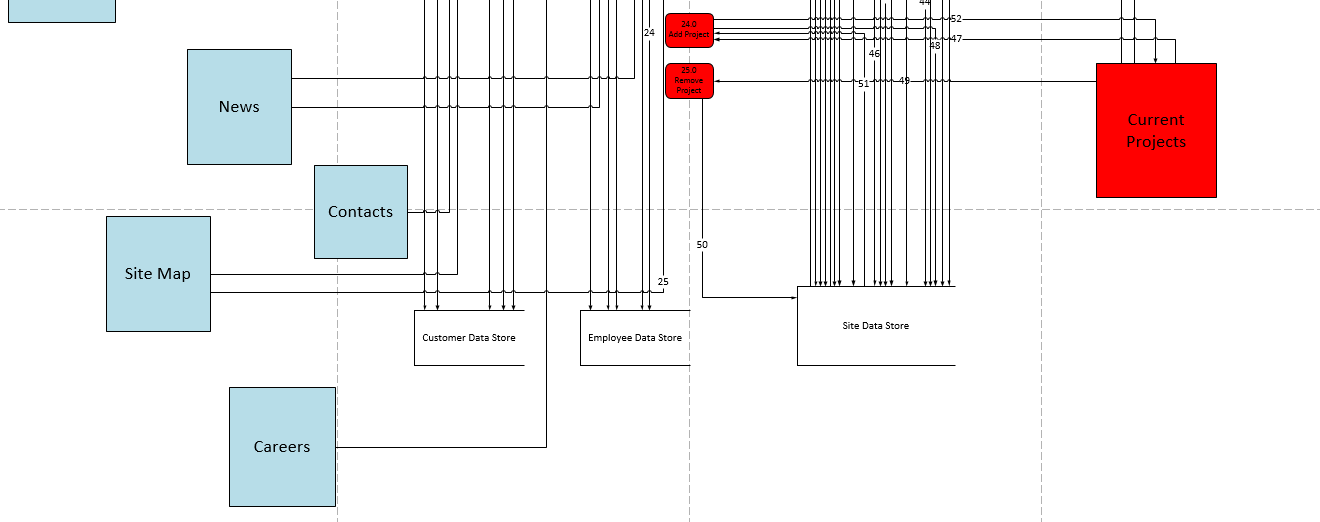 44
24.0
Add Project
52
24
48
47
46
25.0
Remove
Project
51
49
News
Current
Projects
Contacts
50
Site Map
25
Customer Data Store
Employee Data Store
Site Data Store
Careers